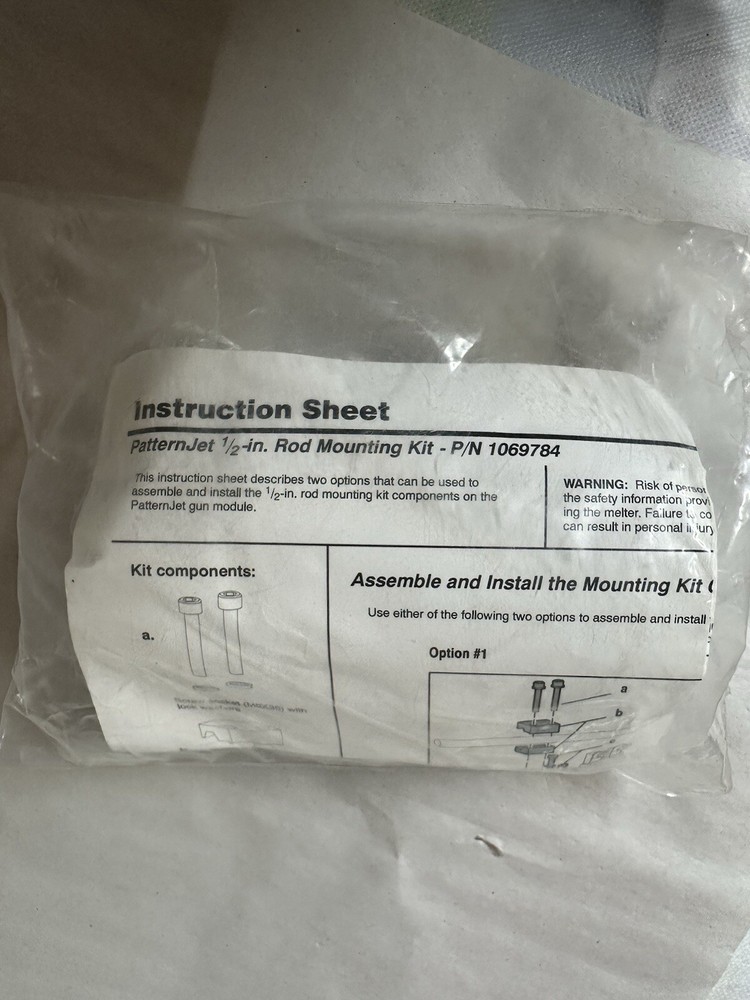 Instruction Sheet
PatternJet 1/2-in. Rod Mounting Kit - P/N 1069784
This instruction sheet describes two options that can be used to
assemble and install the 1/2-in. rod mounting kit components on the
PatternJet gun module.
WARNING: Risk of
the safety information
ing the melter. Failure
can result in personal injury
Kit components:
a.
with
Assemble and Install the Mounting Kit
Use either of the following two options to assemble and install
Option #1
a
b